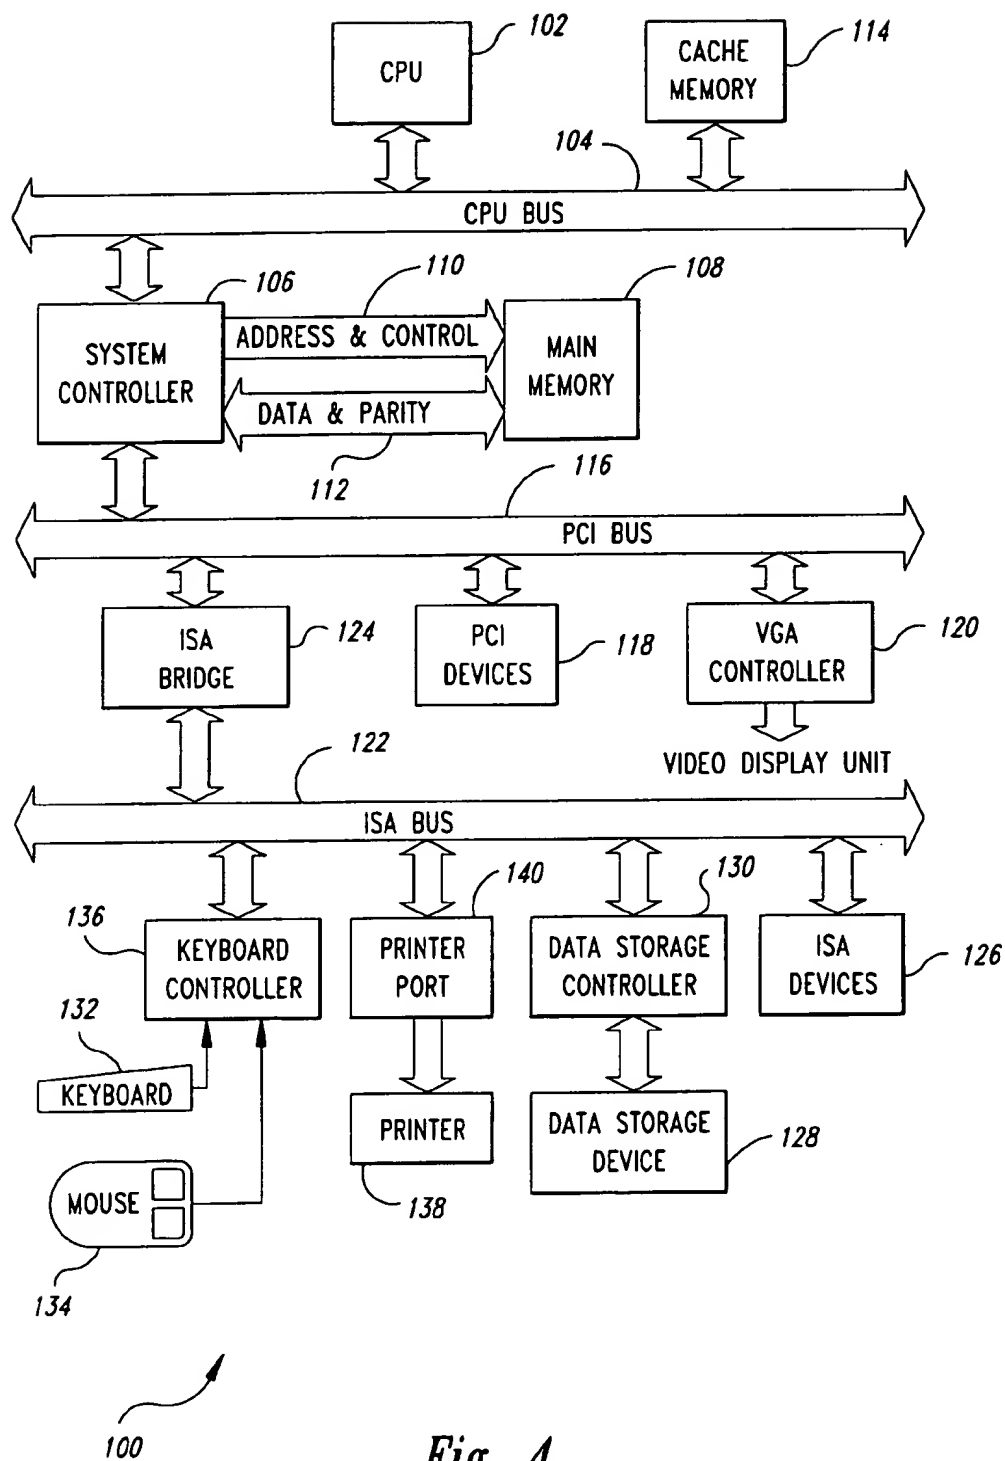 102
CPU
CACHE
MEMORY
114
104
CPU BUS
106
110
108
SYSTEM
CONTROLLER
ADDRESS & CONTROL
MAIN
MEMORY
DATA & PARITY
112
116
PCI BUS
ISA
BRIDGE
124
PCI
DEVICES
118
VGA
CONTROLLER
120
VIDEO DISPLAY UNIT
122
ISA BUS
136
KEYBOARD
CONTROLLER
140
PRINTER
PORT
130
DATA STORAGE
CONTROLLER
ISA
DEVICES
126
132
KEYBOARD
PRINTER
138
DATA STORAGE
DEVICE
128
MOUSE
134
100
Fig. 4